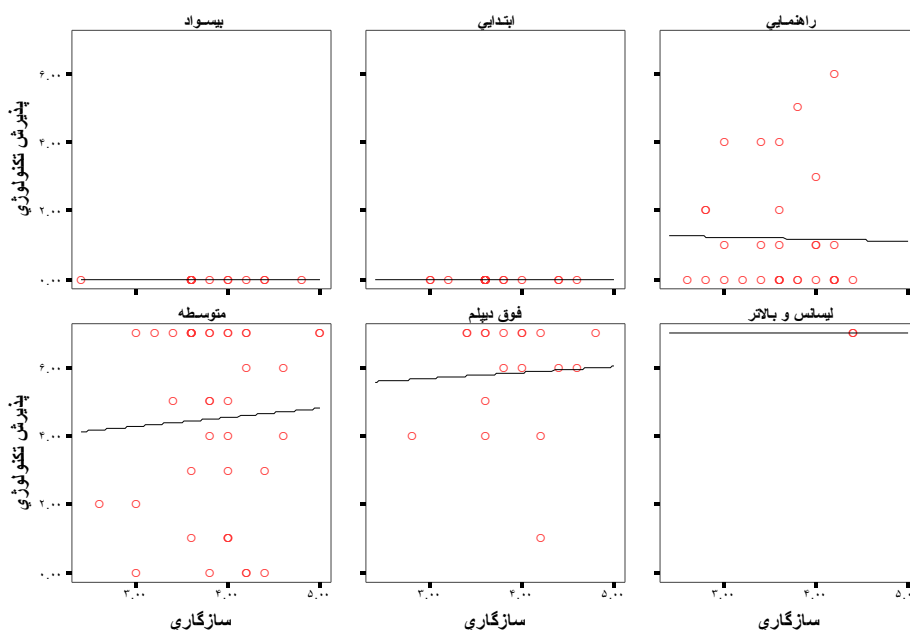 بيسواد
ابتدايي
راهنمايي
پذيرش تكنولوژي
۶.۰۰
۴.۰۰
۲.۰۰
۰.۰۰
متوسطه
فوق ديپلم
ليسانس و بالاتر
پذيرش تكنولوژي
۶.۰۰
۴.۰۰
۲.۰۰
۰.۰۰
۳.۰۰ ۴.۰۰ ۵.۰۰
۳.۰۰ ۴.۰۰ ۵.۰۰
۳.۰۰ ۴.۰۰ ۵.۰۰
سازگاری
سازگاری
سازگاری